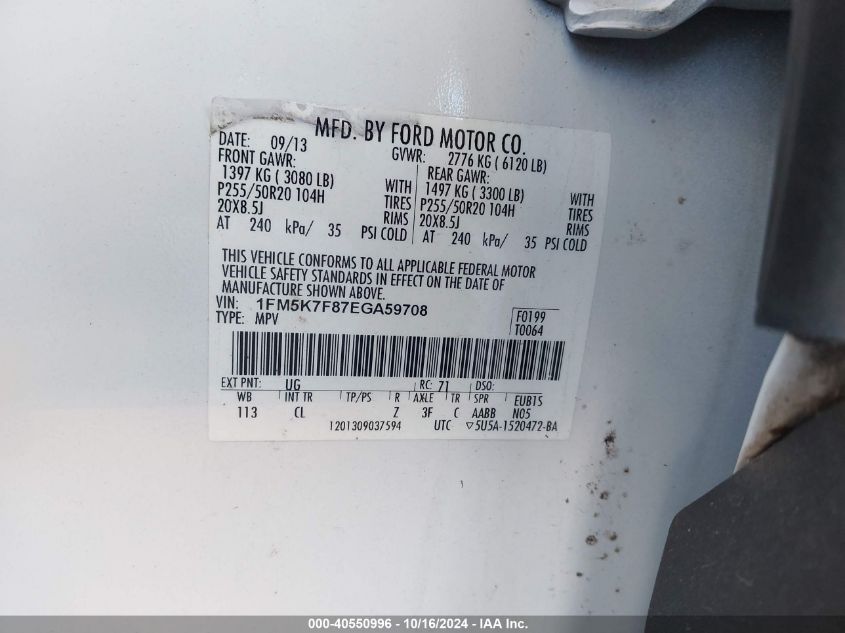 MFD. BY FORD MOTOR CO.
DATE: 09/13 GVWR: 2776 KG ( 6120 LB)
FRONT GAWR: REAR GAWR:
1397 KG ( 3080 LB) WITH 1497 KG ( 3300 LB) WITH
P255/50R20 104H TIRES P255/50R20 104H TIRES
20X8.5J RIMS 20X8.5J RIMS
AT 240 kPa/ 35 PSI COLD AT 240 kPa/ 35 PSI COLD
THIS VEHICLE CONFORMS TO ALL APPLICABLE FEDERAL MOTOR
VEHICLE SAFETY STANDARDS IN EFFECT ON THE DATE OF
MANUFACTURE SHOWN ABOVE.
VIN: 1FM5K7F87EGA59708 F0199
TYPE: MPV T0064
EXT PNT: UG RC: 71 DSO:
WB INT TR TP/PS R AXLE TR SPR EUB1S
113 CL Z 3F C AABB N05
1201309037594 UTC ▽5U5A-1520472-BA
000-40550996 - 10/16/2024 - IAA Inc.